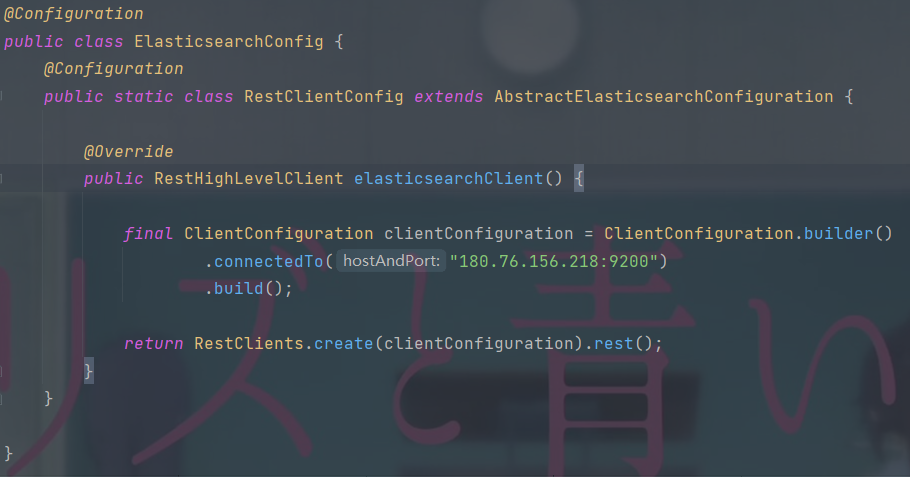 @Configuration
public class ElasticsearchConfig {
@Configuration
public static class RestClientConfig extends AbstractElasticsearchConfiguration {
@Override
public RestHighLevelClient elasticsearchClient() {
final ClientConfiguration clientConfiguration = ClientConfiguration.builder()
.connectedTo( hostAndPort: "180.76.156.218:9200")
.build();
return RestClients.create(clientConfiguration).rest();
}
}
}
リズと青い